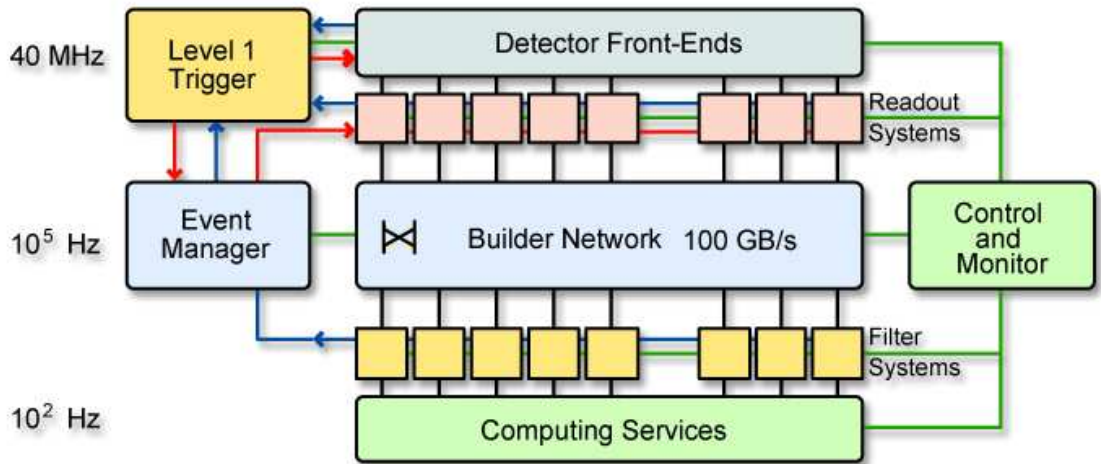 40 MHz
Level 1
Trigger
Detector Front-Ends
Readout
Systems
10⁵ Hz
Event
Manager
Builder Network 100 GB/s
Control
and
Monitor
Filter
Systems
10² Hz
Computing Services